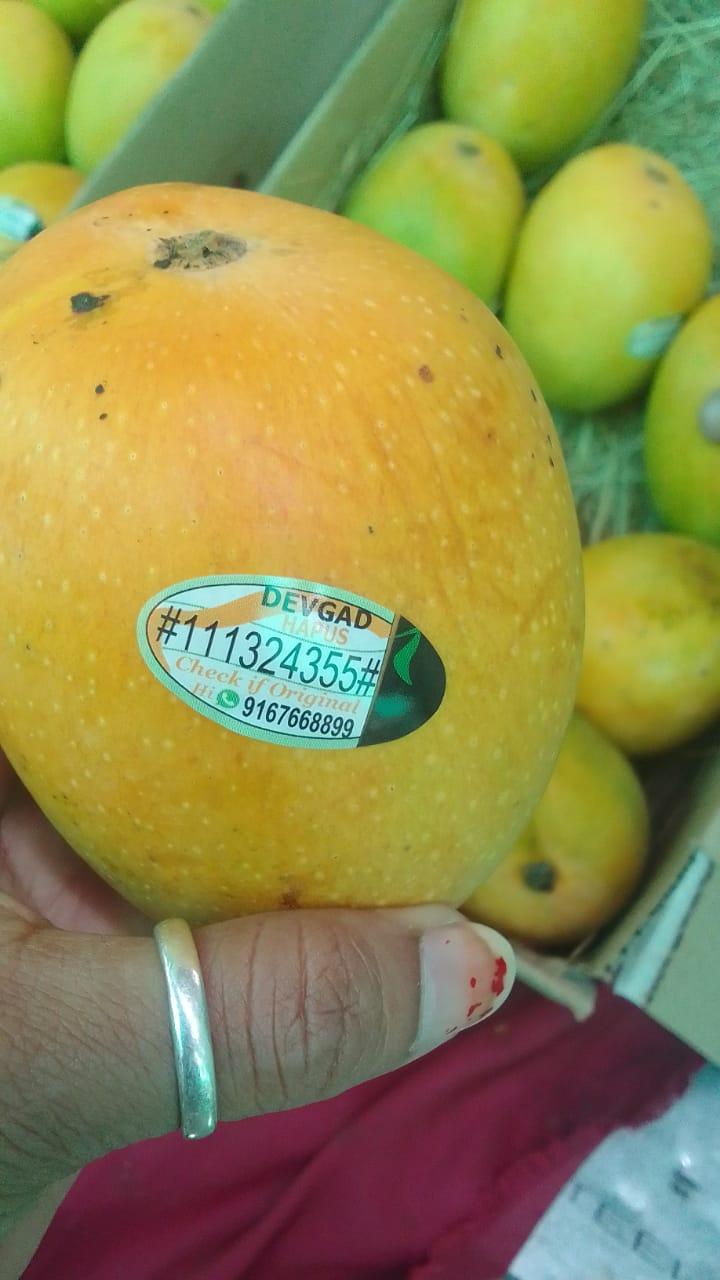 DEVGAD
HAPUS
#111324355#
Check if Original
Hi 9167668899